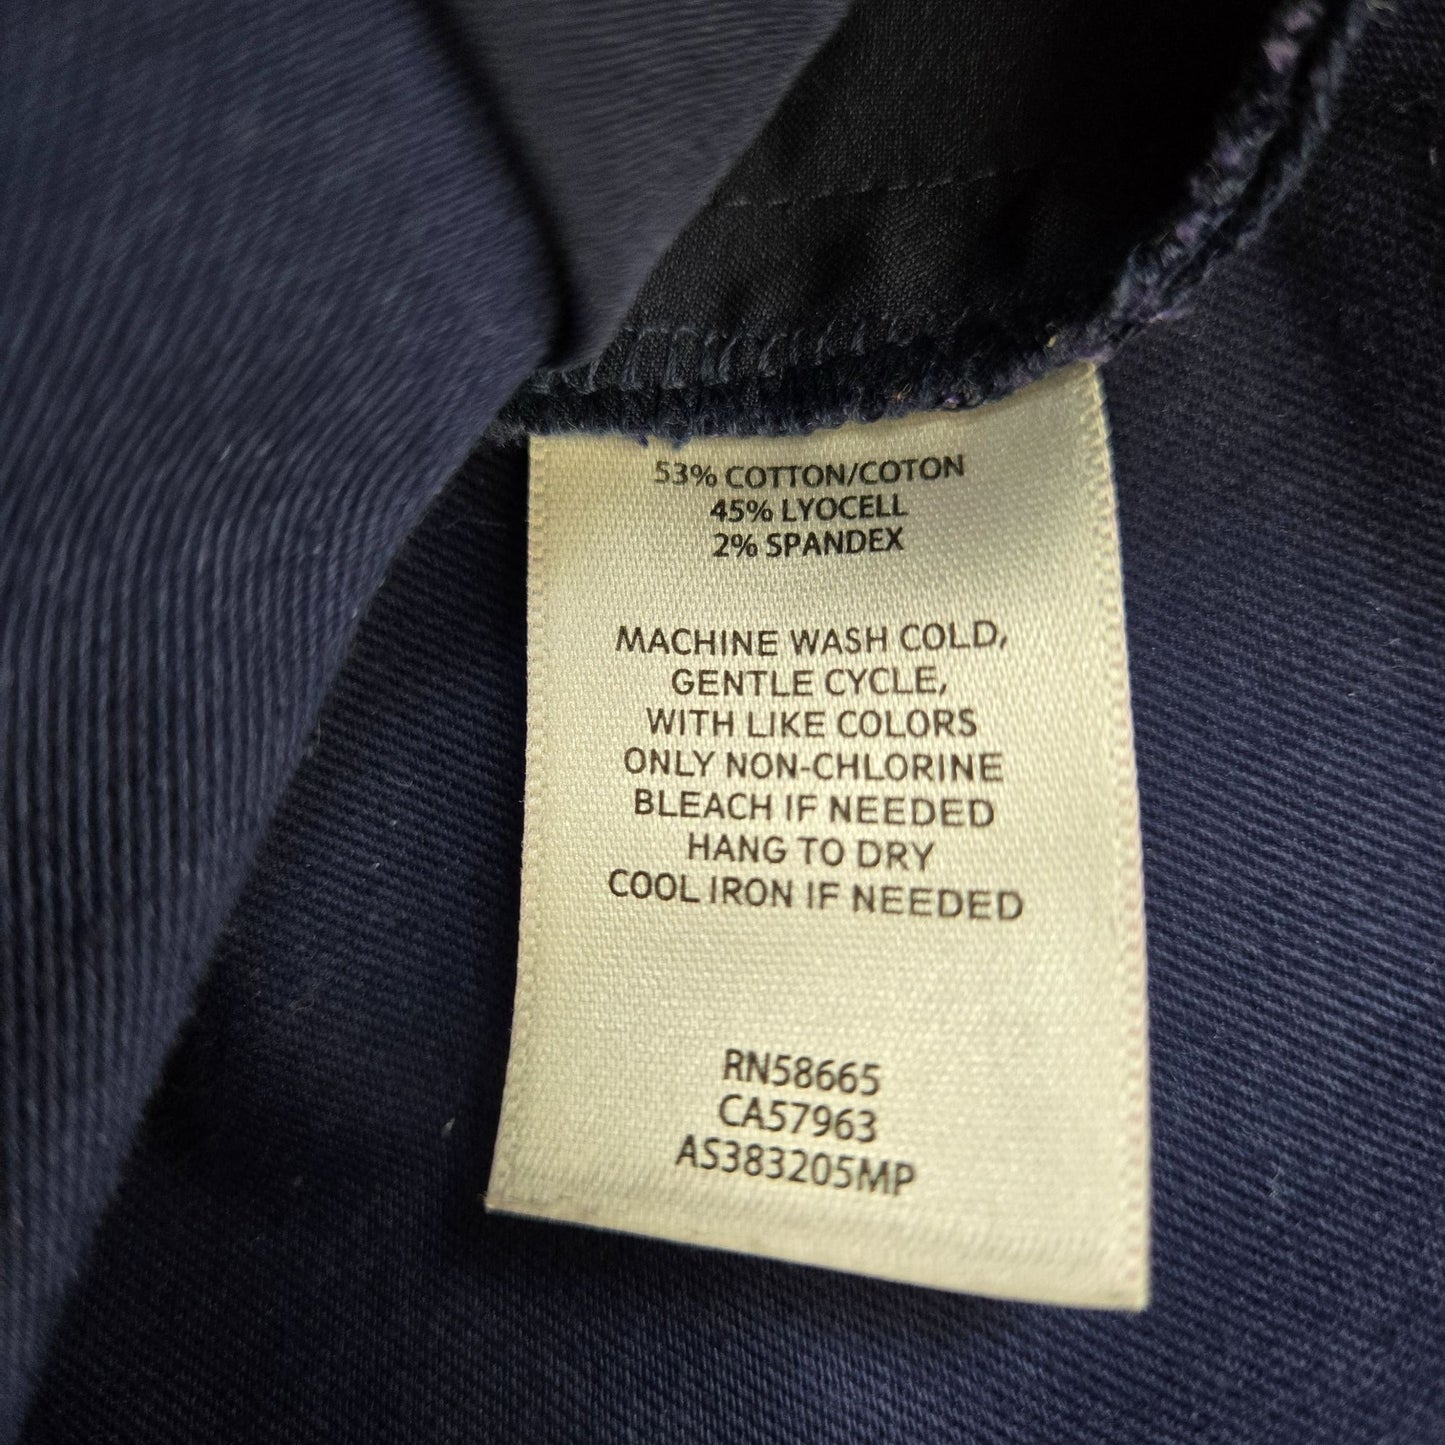 53% COTTON/COTON
45% LYOCELL
2% SPANDEX
MACHINE WASH COLD,
GENTLE CYCLE,
WITH LIKE COLORS
ONLY NON-CHLORINE
BLEACH IF NEEDED
HANG TO DRY
COOL IRON IF NEEDED
RN58665
CA57963
AS383205MP